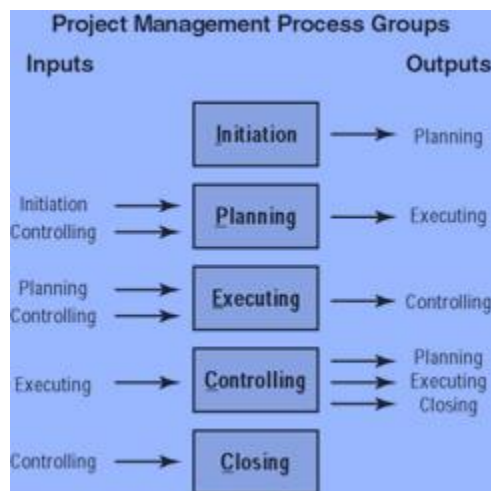 Project Management Process Groups
Inputs Outputs
Initiation Planning
Initiation
Controlling
Planning Executing
Planning
Controlling
Executing Controlling
Executing Controlling Planning
Executing
Closing
Controlling Closing